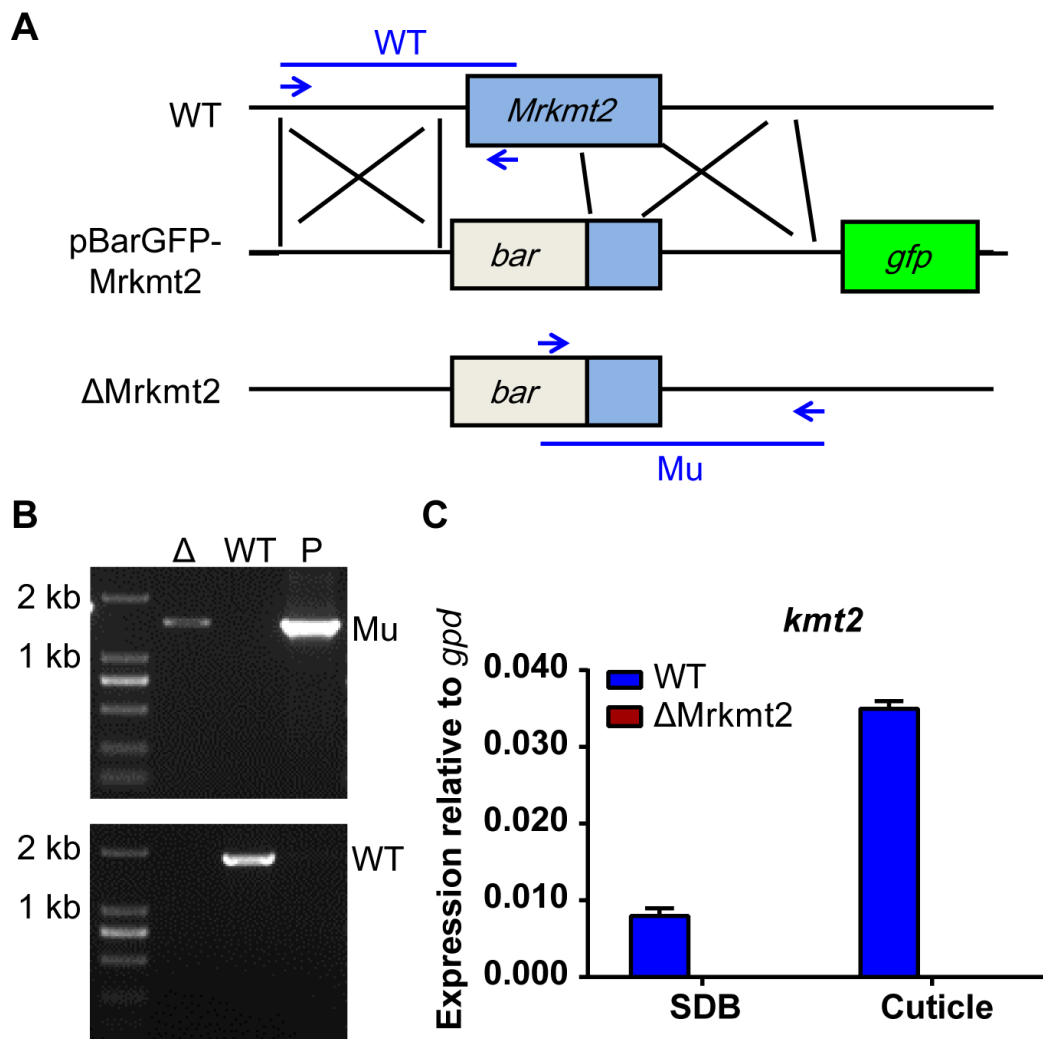 A
WT
WT
Mrkmt2
pBarGFP-
Mrkmt2
bar
gfp
ΔMrkmt2
bar
Mu
B
Δ WT P
2 kb
1 kb
Mu
2 kb
1 kb
WT
C
kmt2
Expression relative to gpd
0.040
0.030
0.020
0.010
0.000
WT
ΔMrkmt2
SDB Cuticle